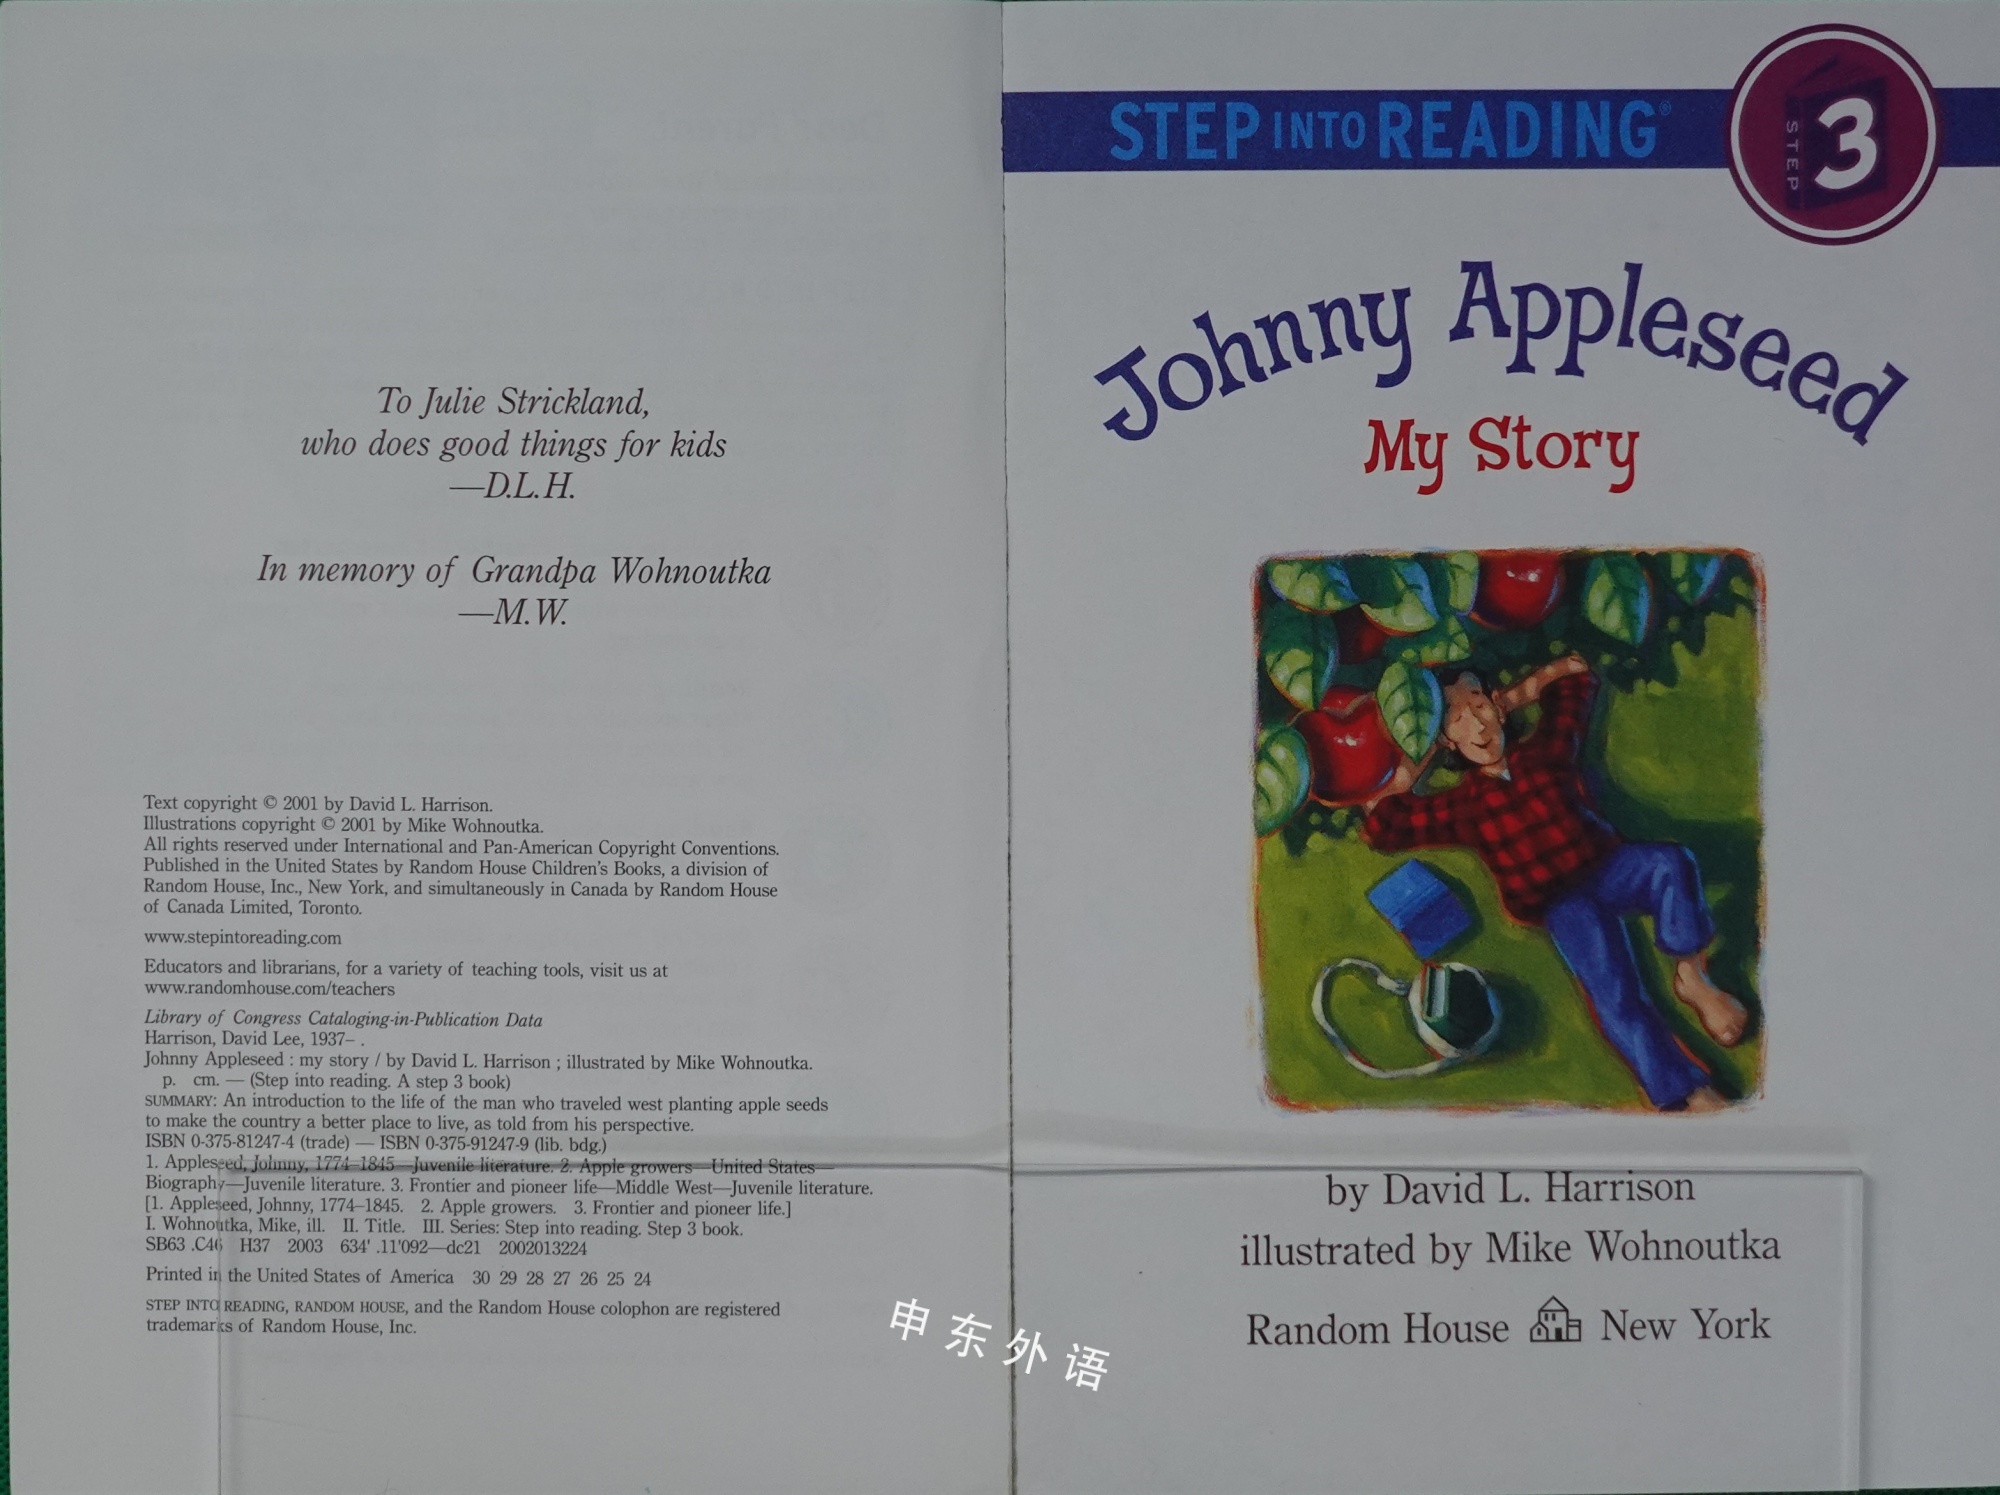 To Julie Strickland,
who does good things for kids
—D.L.H.
In memory of Grandpa Wohnoutka
—M.W.
Text copyright © 2001 by David L. Harrison.
Illustrations copyright © 2001 by Mike Wohnoutka.
All rights reserved under International and Pan-American Copyright Conventions.
Published in the United States by Random House Children's Books, a division of
Random House, Inc., New York, and simultaneously in Canada by Random House
of Canada Limited, Toronto.
www.stepintoreading.com
Educators and librarians, for a variety of teaching tools, visit us at
www.randomhouse.com/teachers
Library of Congress Cataloging-in-Publication Data
Harrison, David Lee, 1937– .
Johnny Appleseed : my story / by David L. Harrison ; illustrated by Mike Wohnoutka.
p. cm. — (Step into reading. A step 3 book)
SUMMARY: An introduction to the life of the man who traveled west planting apple seeds
to make the country a better place to live, as told from his perspective.
ISBN 0-375-81247-4 (trade) — ISBN 0-375-91247-9 (lib. bdg.)
1. Appleseed, Johnny, 1774–1845—Juvenile literature. 2. Apple growers—United States—
Biography—Juvenile literature. 3. Frontier and pioneer life—Middle West—Juvenile literature.
[1. Appleseed, Johnny, 1774–1845. 2. Apple growers. 3. Frontier and pioneer life.]
I. Wohnoutka, Mike, ill. II. Title. III. Series: Step into reading. Step 3 book.
SB63 .C46 H37 2003 634' .11'092—dc21 2002013224
Printed in the United States of America 30 29 28 27 26 25 24
STEP INTO READING, RANDOM HOUSE, and the Random House colophon are registered
trademarks of Random House, Inc.
STEP INTO READING®
STEP 3
Johnny Appleseed
My Story
by David L. Harrison
illustrated by Mike Wohnoutka
Random House New York
申东外语